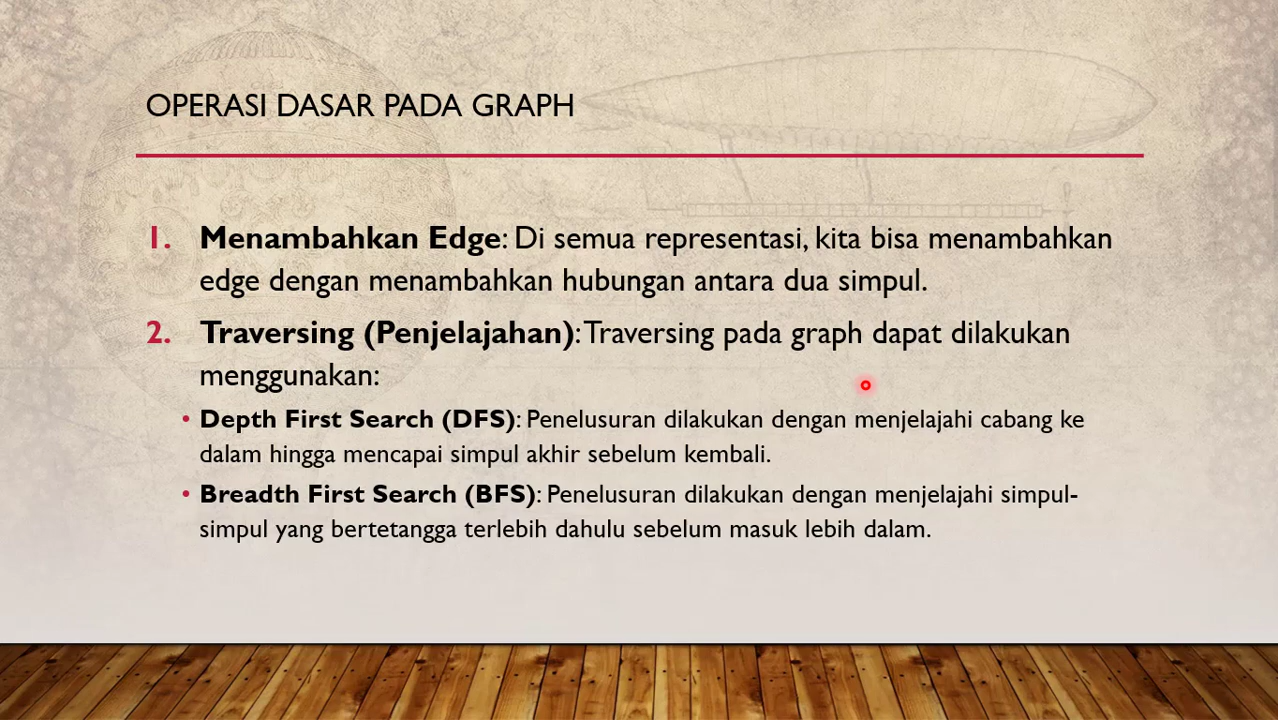 OPERASI DASAR PADA GRAPH
1. Menambahkan Edge: Di semua representasi, kita bisa menambahkan
edge dengan menambahkan hubungan antara dua simpul.
2. Traversing (Penjelajahan): Traversing pada graph dapat dilakukan
menggunakan:
• Depth First Search (DFS): Penelusuran dilakukan dengan menjelajahi cabang ke
dalam hingga mencapai simpul akhir sebelum kembali.
• Breadth First Search (BFS): Penelusuran dilakukan dengan menjelajahi simpul-
simpul yang bertetangga terlebih dahulu sebelum masuk lebih dalam.